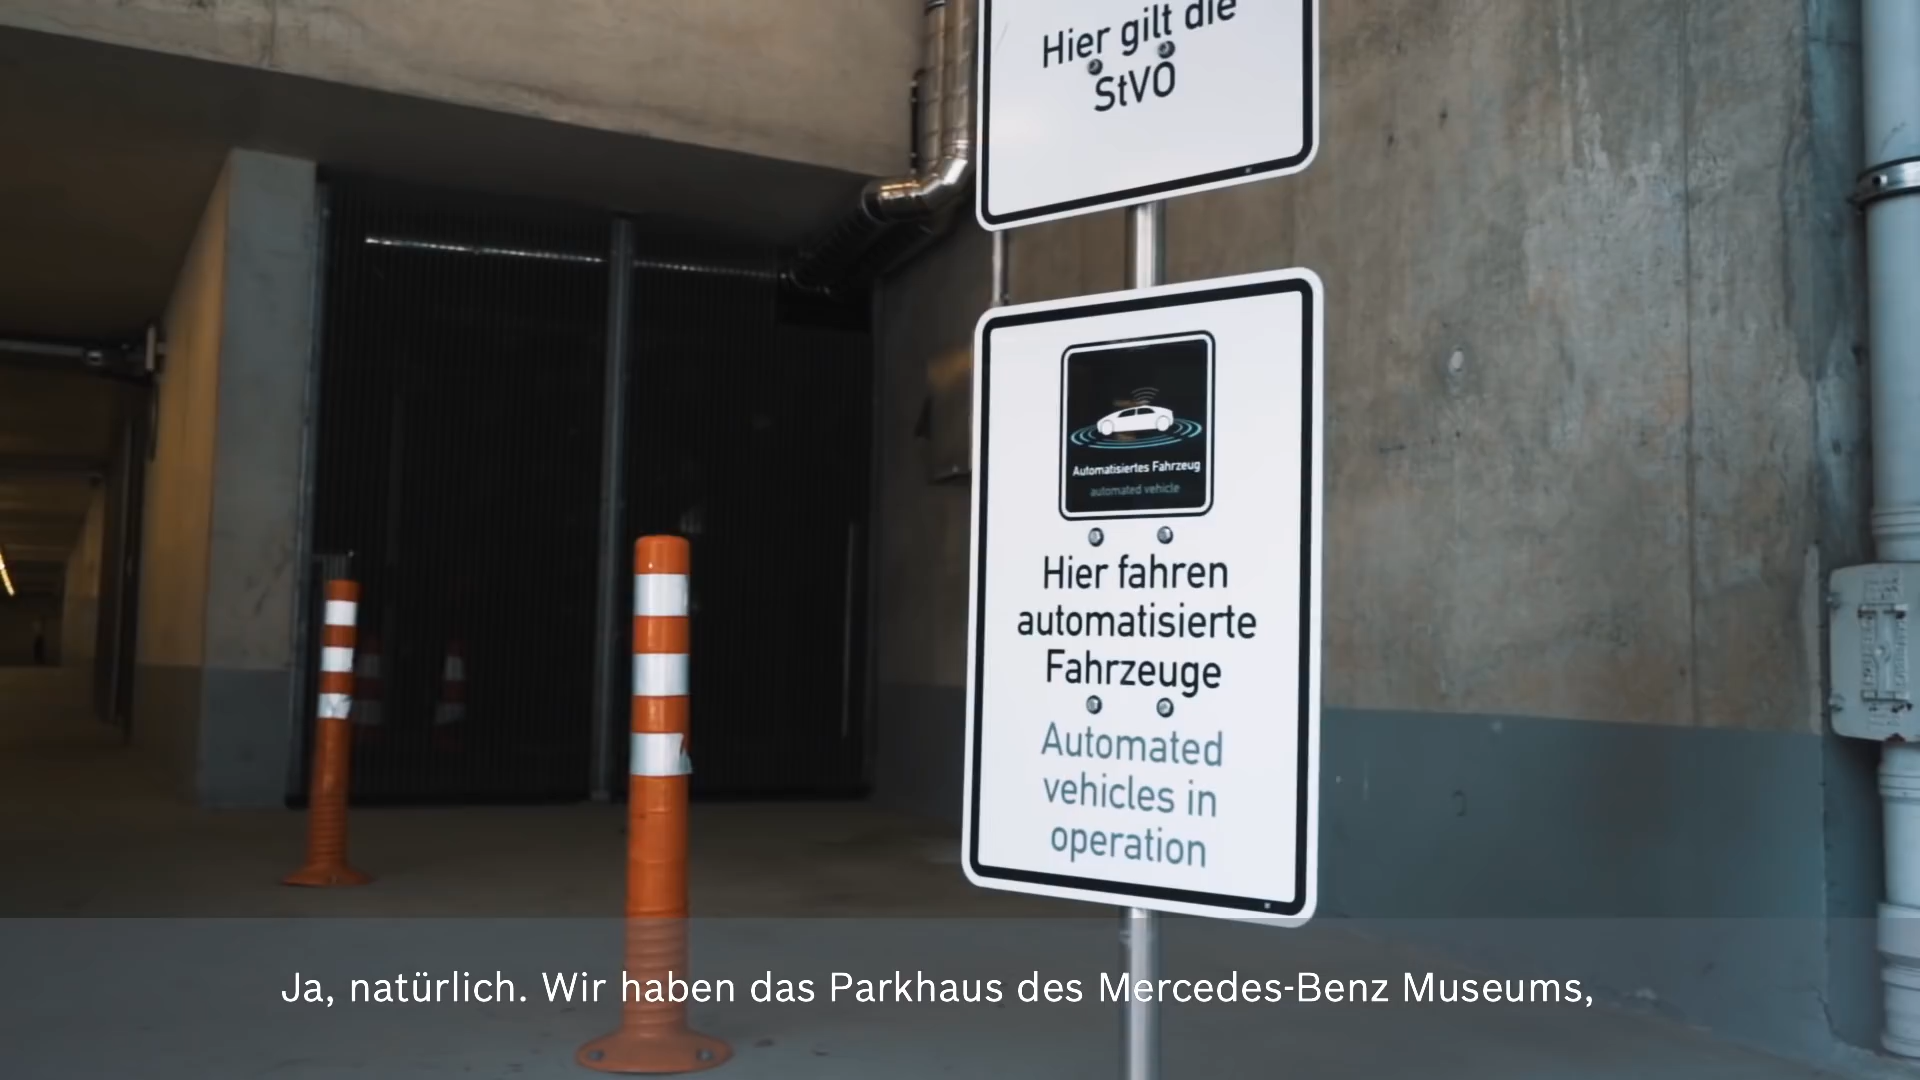 Hier gilt die
StVO
Automatisiertes Fahrzeug
automated vehicle
Hier fahren
automatisierte
Fahrzeuge
Automated
vehicles in
operation
Ja, natürlich. Wir haben das Parkhaus des Mercedes-Benz Museums,